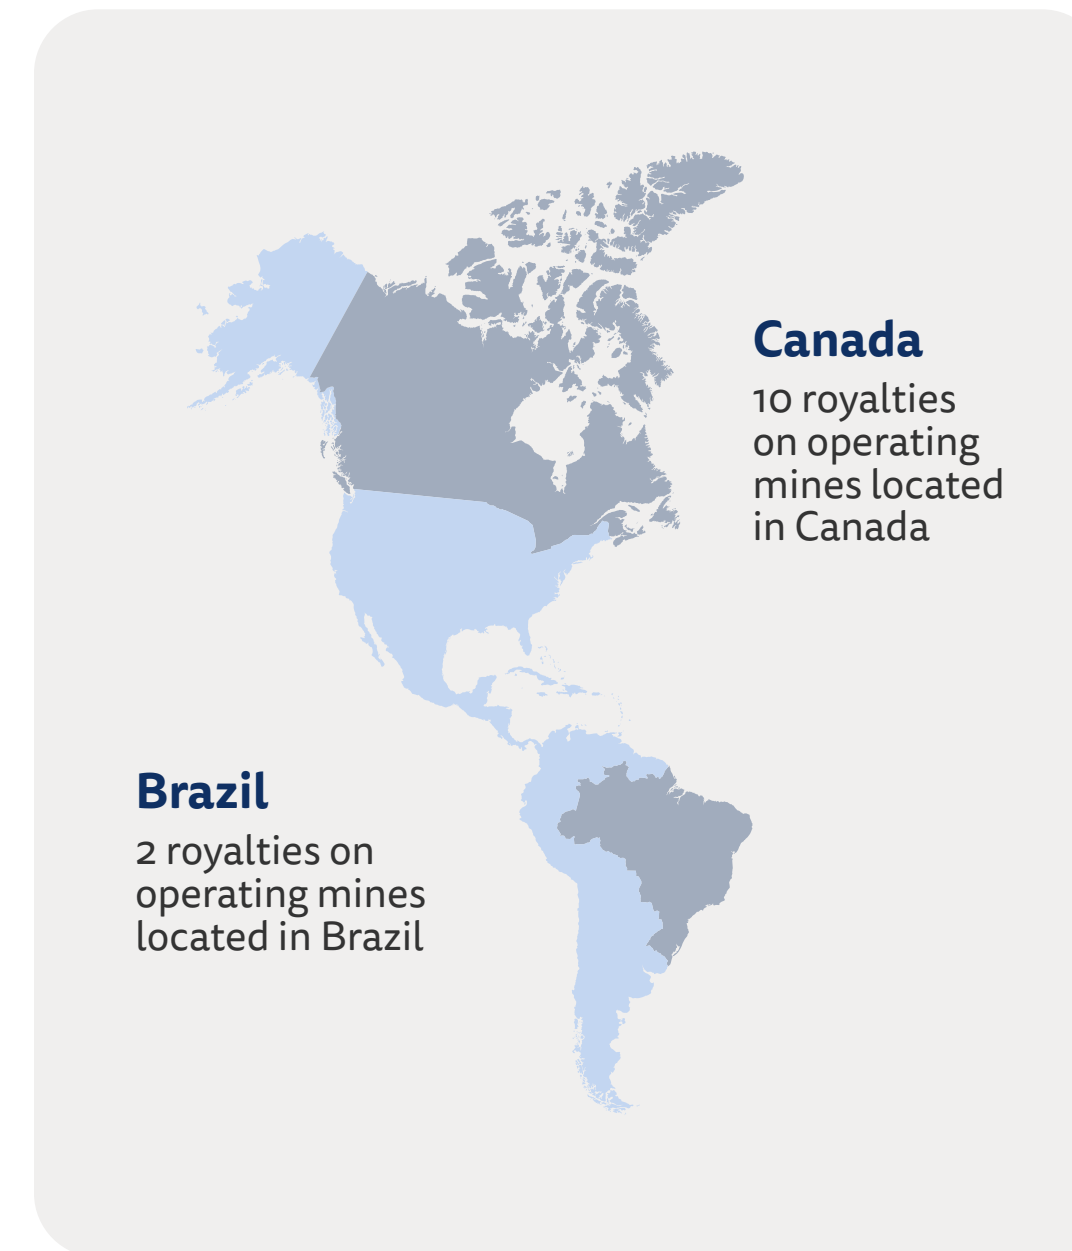 Canada
10 royalties
on operating
mines located
in Canada
Brazil
2 royalties on
operating mines
located in Brazil